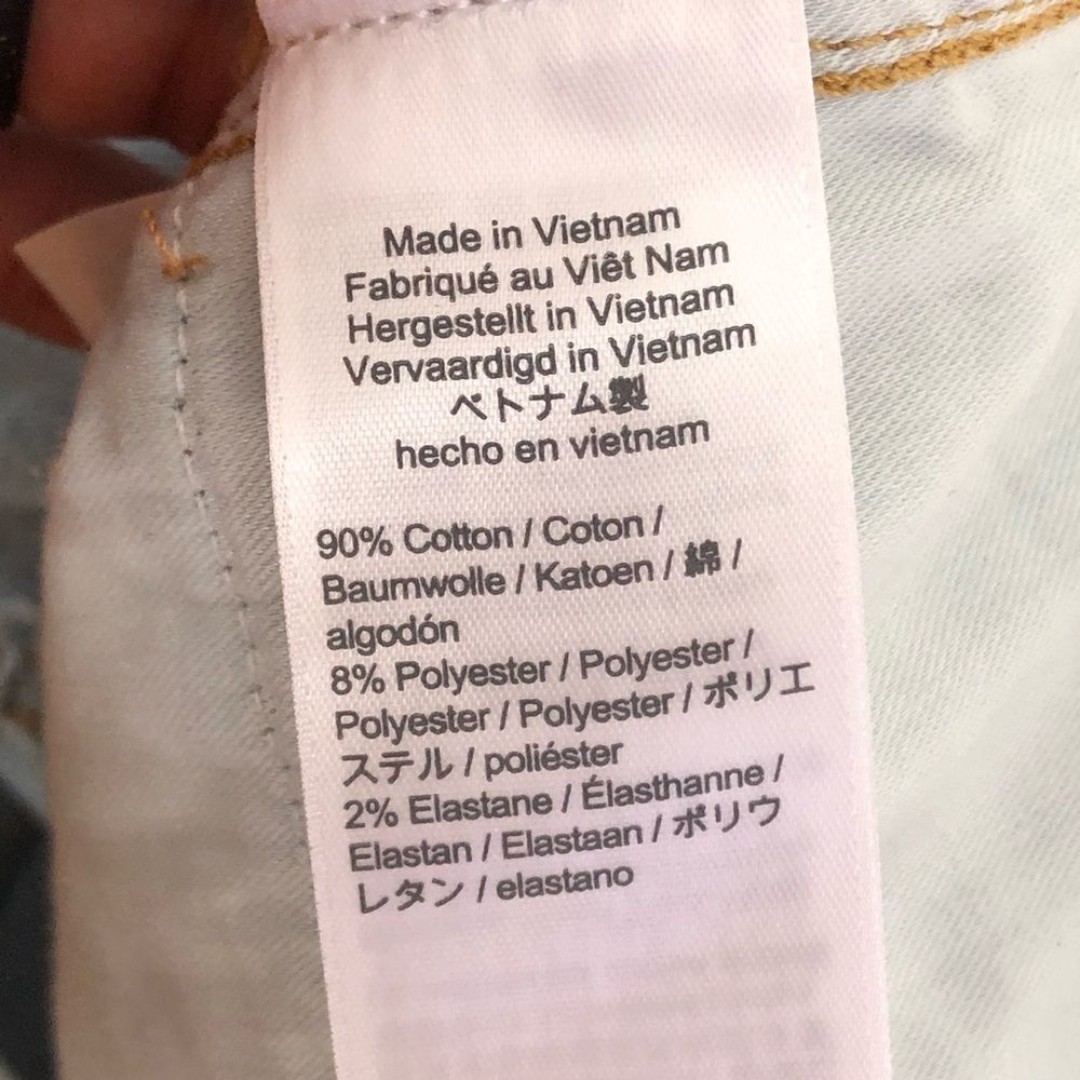 Made in Vietnam
Fabriqué au Viêt Nam
Hergestellt in Vietnam
Vervaardigd in Vietnam
ベトナム製
hecho en vietnam
90% Cotton / Coton /
Baumwolle / Katoen / 綿 /
algodón
8% Polyester / Polyester /
Polyester / Polyester / ポリエ
ステル / poliéster
2% Elastane / Élasthanne /
Elastan / Elastaan / ポリウ
レタン / elastano